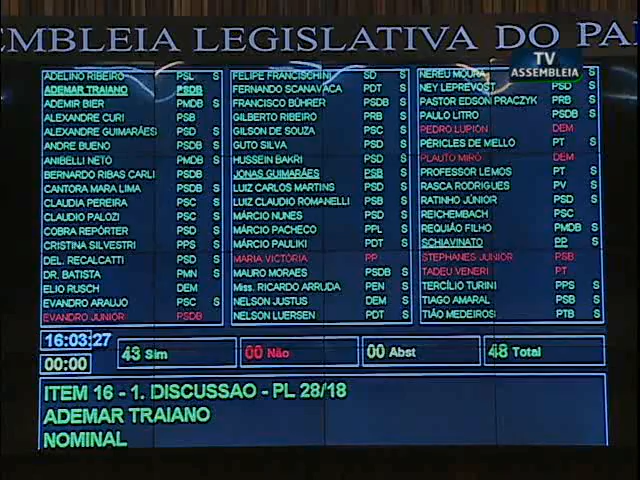 EMBLEIA LEGISLATIVA DO PA
TV
ASSEMBLEIA
ADELINO RIBEIRO PSL S
ADEMAR TRAIANO PSDB
ADEMIR BIER PMDB S
ALEXANDRE CURI PSB
ALEXANDRE GUIMARÃES PSD S
ANDRE BUENO PSDB S
ANIBELLI NETO PMDB S
BERNARDO RIBAS CARLI PSDB
CANTORA MARA LIMA PSDB S
CLAUDIA PEREIRA PSC S
CLAUDIO PALOZI PSC S
COBRA REPÓRTER PSD S
CRISTINA SILVESTRI PPS S
DEL. RECALCATTI PSD S
DR. BATISTA PMN S
ELIO RUSCH DEM
EVANDRO ARAUJO PSC S
EVANDRO JUNIOR PSDB
FELIPE FRANCISCHINI SD S
FERNANDO SCANAVACA PDT S
FRANCISCO BÜHRER PSDB S
GILBERTO RIBEIRO PRB S
GILSON DE SOUZA PSC S
GUTO SILVA PSD S
HUSSEIN BAKRI PSD S
JONAS GUIMARÃES PSB S
LUIZ CARLOS MARTINS PSD S
LUIZ CLAUDIO ROMANELLI PSB S
MÁRCIO NUNES PSD S
MÁRCIO PACHECO PPL S
MÁRCIO PAULIKI PDT S
MARIA VICTÓRIA PP
MAURO MORAES PSDB S
Miss. RICARDO ARRUDA PEN S
NELSON JUSTUS DEM S
NELSON LUERSEN PDT S
NEREU MOURA S
NEY LEPREVOST PSD S
PASTOR EDSON PRACZYK PRB S
PAULO LITRO PSDB S
PEDRO LUPION DEM
PÉRICLES DE MELLO PT S
PLAUTO MIRÓ DEM
PROFESSOR LEMOS PT S
RASCA RODRIGUES PV S
RATINHO JÚNIOR PSD S
REICHEMBACH PSC
REQUIÃO FILHO PMDB S
SCHIAVINATO PP S
STEPHANES JUNIOR PSB
TADEU VENERI PT
TERCÍLIO TURINI PPS S
TIAGO AMARAL PSB S
TIÃO MEDEIROS PTB S
16:03:27
00:00
43 Sim 00 Não 00 Abst 48 Total
ITEM 16 - 1. DISCUSSAO - PL 28/18
ADEMAR TRAIANO
NOMINAL